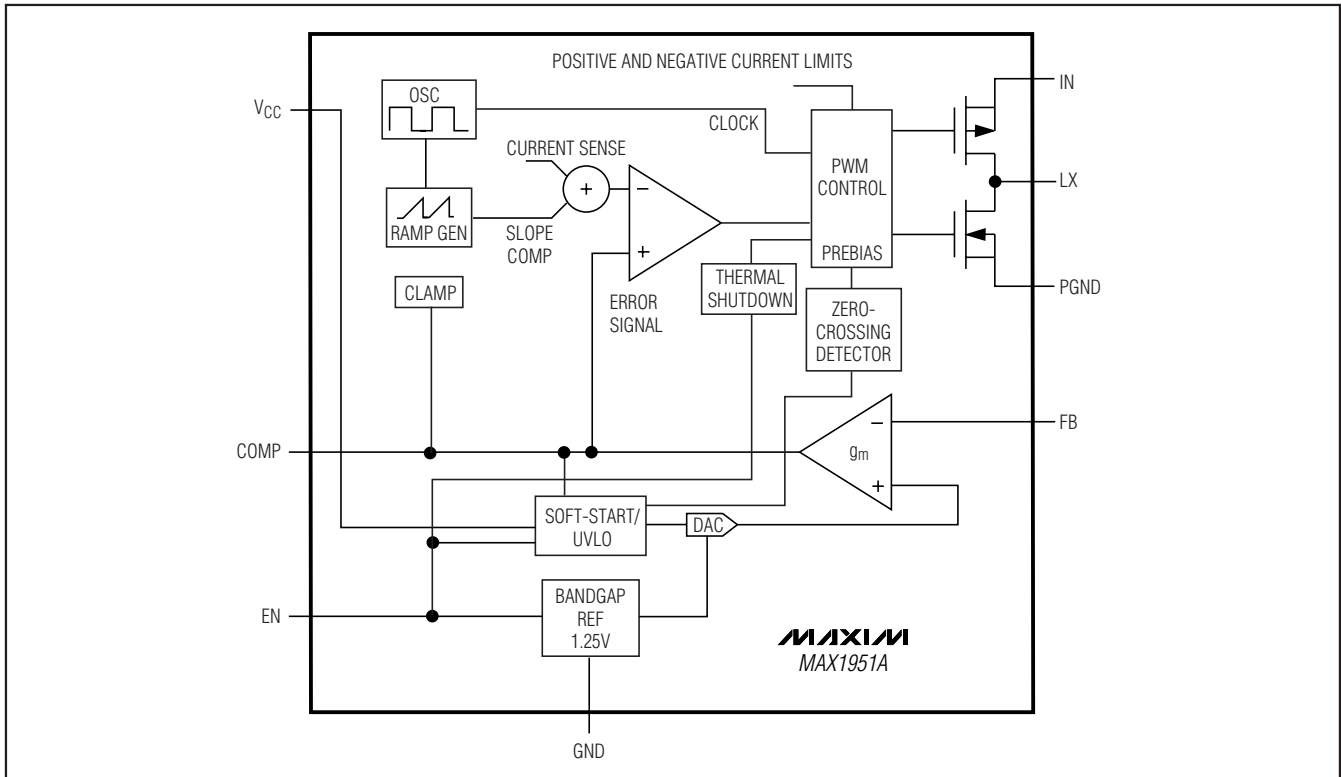 POSITIVE AND NEGATIVE CURRENT LIMITS
IN
OSC
VCC
CLOCK
CURRENT SENSE
PWM
CONTROL
+
−
LX
RAMP GEN
SLOPE
COMP
+
PREBIAS
THERMAL
SHUTDOWN
CLAMP
ERROR
SIGNAL
PGND
ZERO-
CROSSING
DETECTOR
−
FB
COMP
gm
+
SOFT-START/
UVLO
DAC
EN
BANDGAP
REF
1.25V
MAXIM
MAX1951A
GND